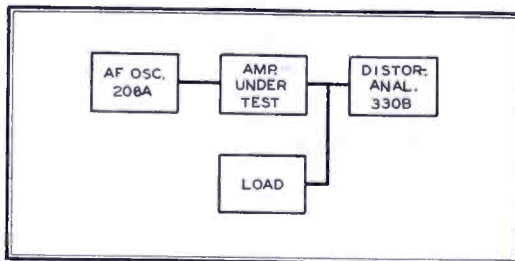 AF OSC.
208A
AMP.
UNDER
TEST
DISTOR-
ANAL.
330B
LOAD